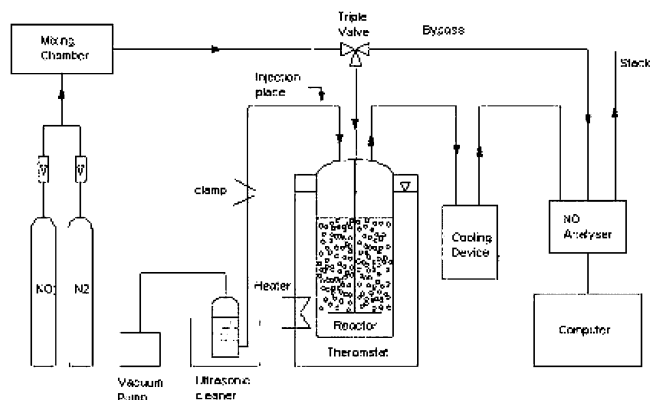 Triple
Valve
Mixing
Chamber
Bypass
Stack
Injection
place
clamp
NO
N2
Heater
Cooling
Device
NO
Analyser
Reactor
Theromstat
Computer
Vacuum
Pump
Ultrasonic
cleaner